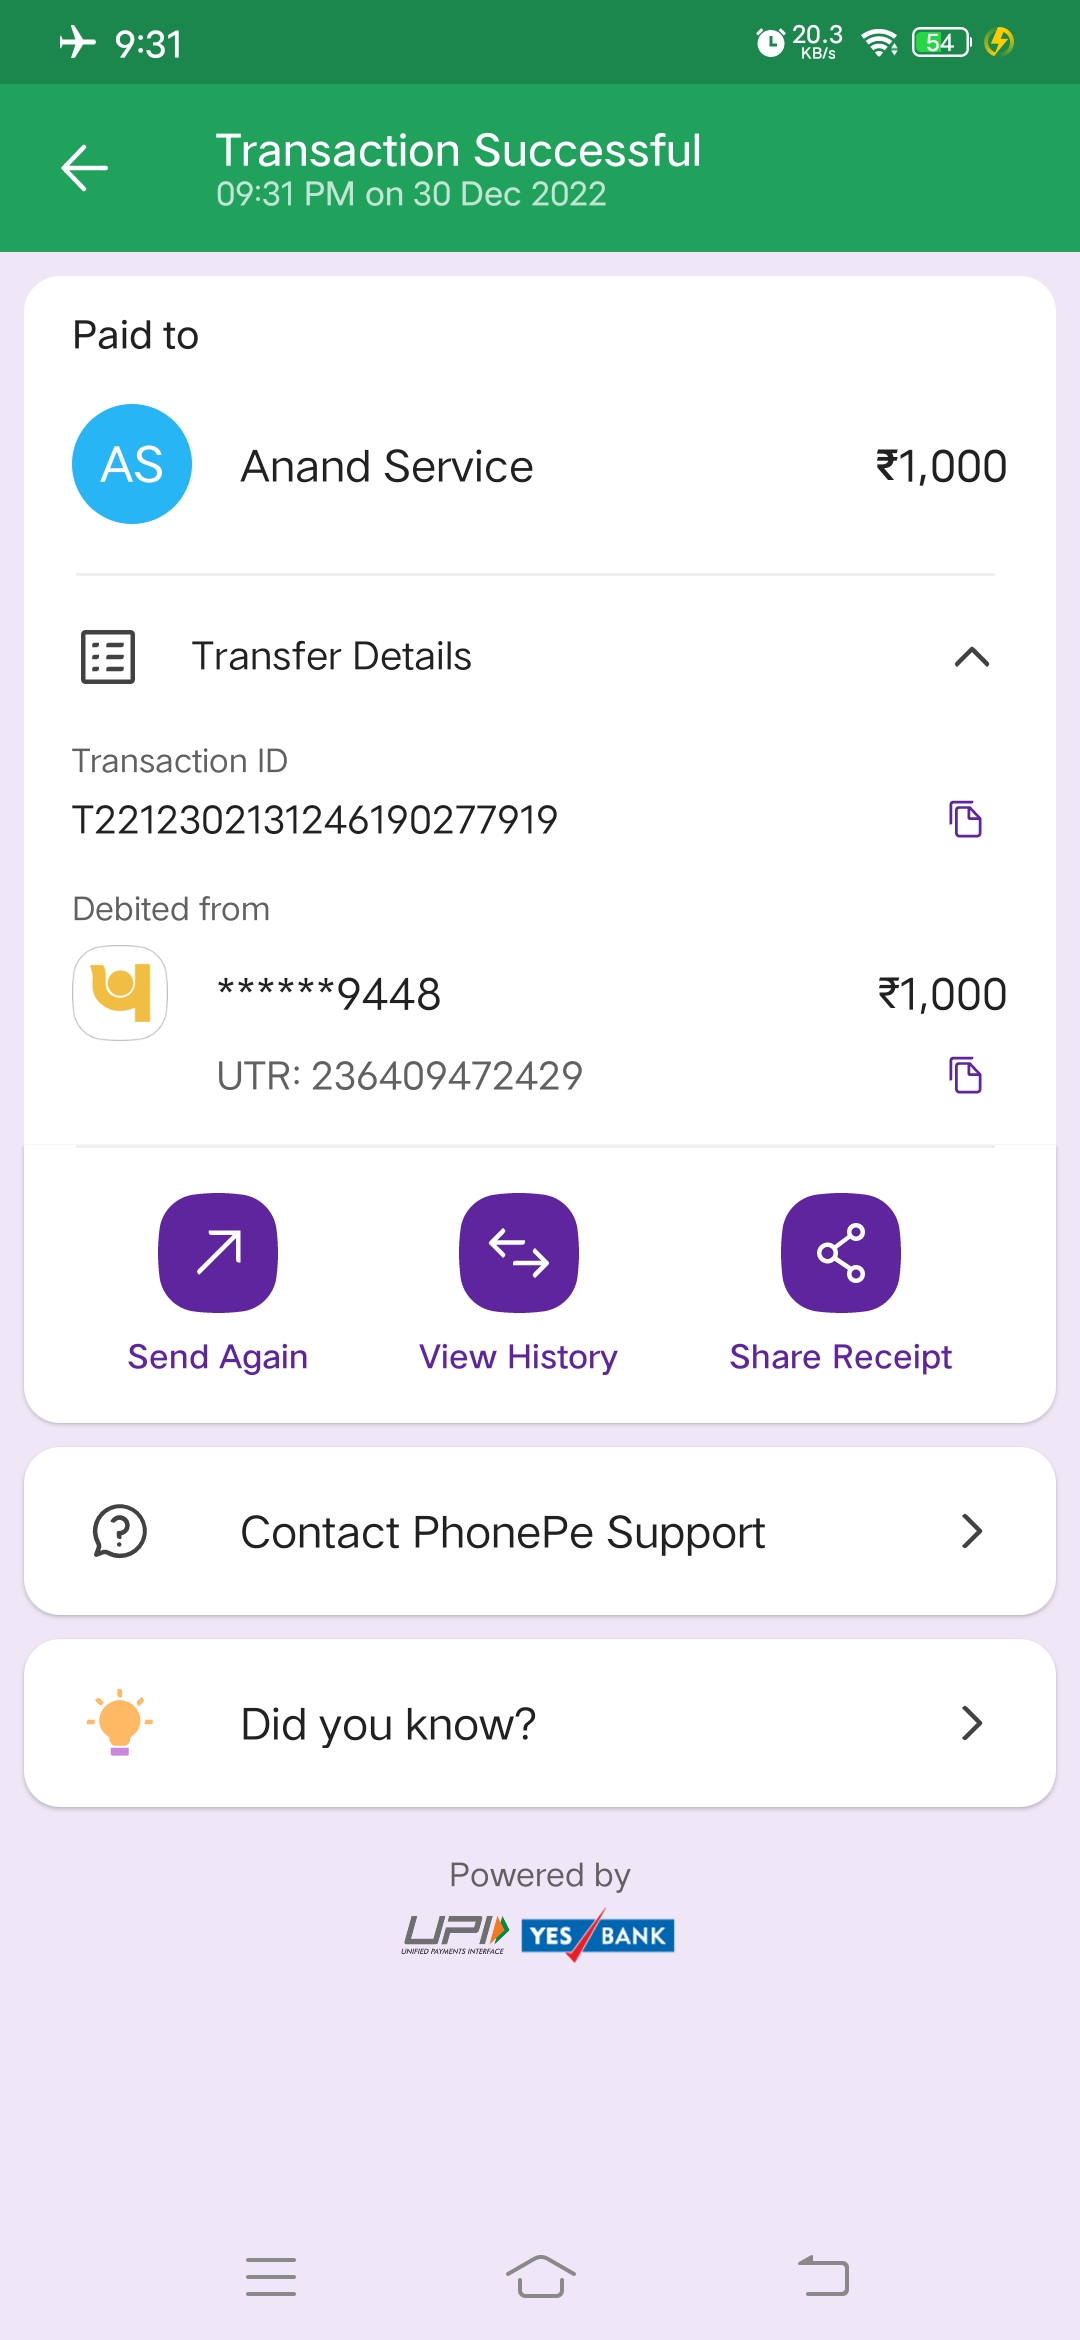 9:31
20.3
KB/s
54
Transaction Successful
09:31 PM on 30 Dec 2022
Paid to
AS
Anand Service
₹1,000
Transfer Details
Transaction ID
T2212302131246190277919
Debited from
******9448
₹1,000
UTR: 236409472429
Send Again
View History
Share Receipt
Contact PhonePe Support
Did you know?
Powered by
UPI
UNIFIED PAYMENTS INTERFACE
YES BANK